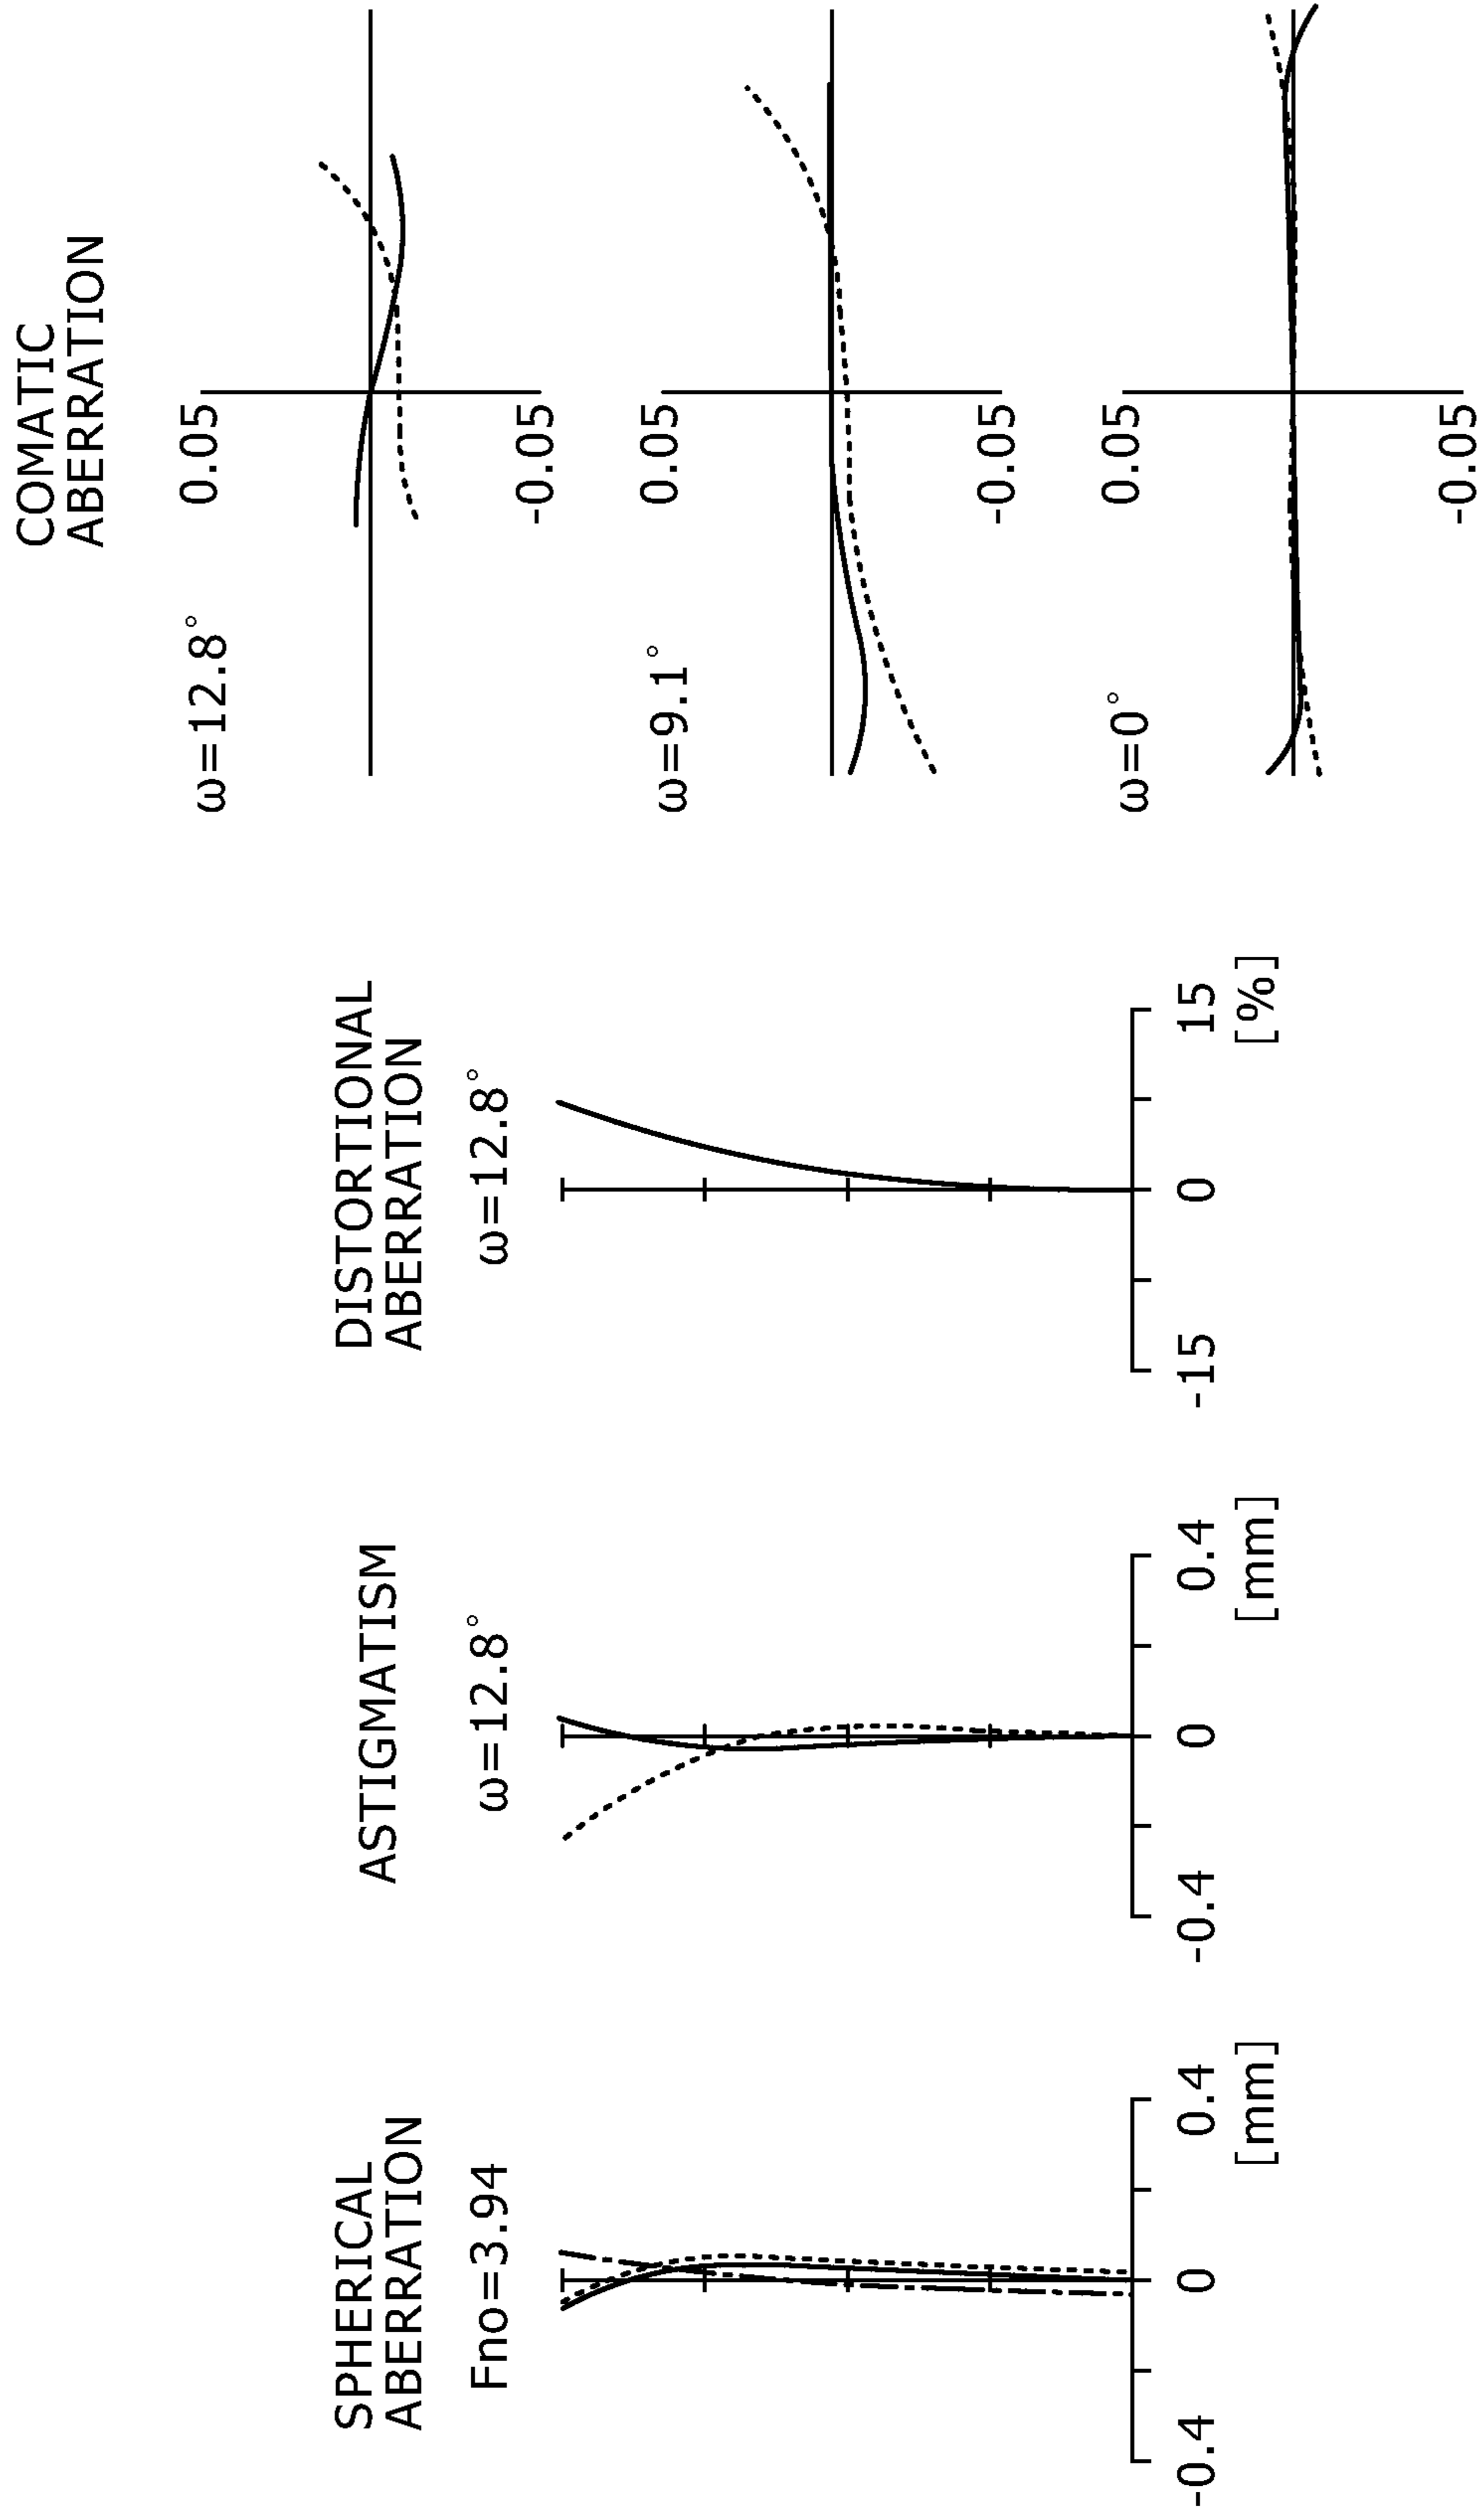 SPHERICAL
ABERRATION
Fno=3.94
-0.4
0
0.4
[mm]
ASTIGMATISM
ω=12.8°
-0.4
0
0.4
[mm]
DISTORTIONAL
ABERRATION
ω=12.8°
-15
0
15
[%]
COMATIC
ABERRATION
ω=12.8°
0.05
-0.05
ω=9.1°
0.05
-0.05
ω=0°
0.05
-0.05